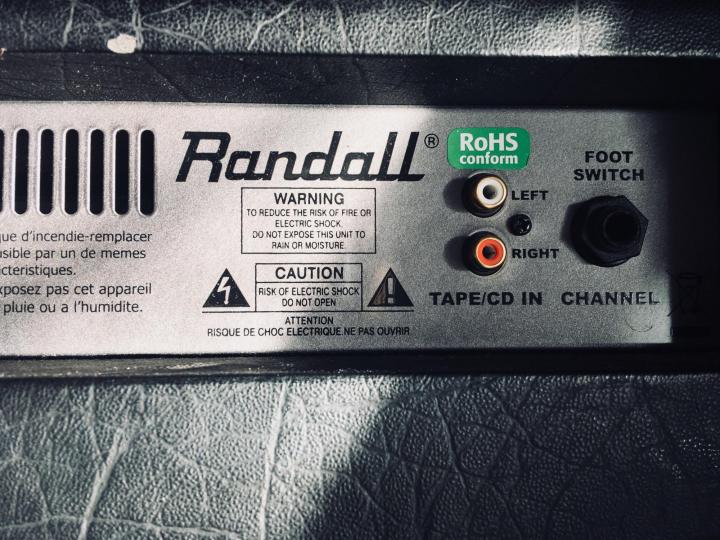 Randall®
RoHS
conform
WARNING
TO REDUCE THE RISK OF FIRE OR
ELECTRIC SHOCK.
DO NOT EXPOSE THIS UNIT TO
RAIN OR MOISTURE.
CAUTION
RISK OF ELECTRIC SHOCK
DO NOT OPEN
ATTENTION
RISQUE DE CHOC ELECTRIQUE.NE PAS OUVRIR
que d'incendie-remplacer
usible par un de memes
cteristiques.
xposez pas cet appareil
pluie ou a l'humidite.
LEFT
RIGHT
TAPE/CD IN
FOOT
SWITCH
CHANNEL